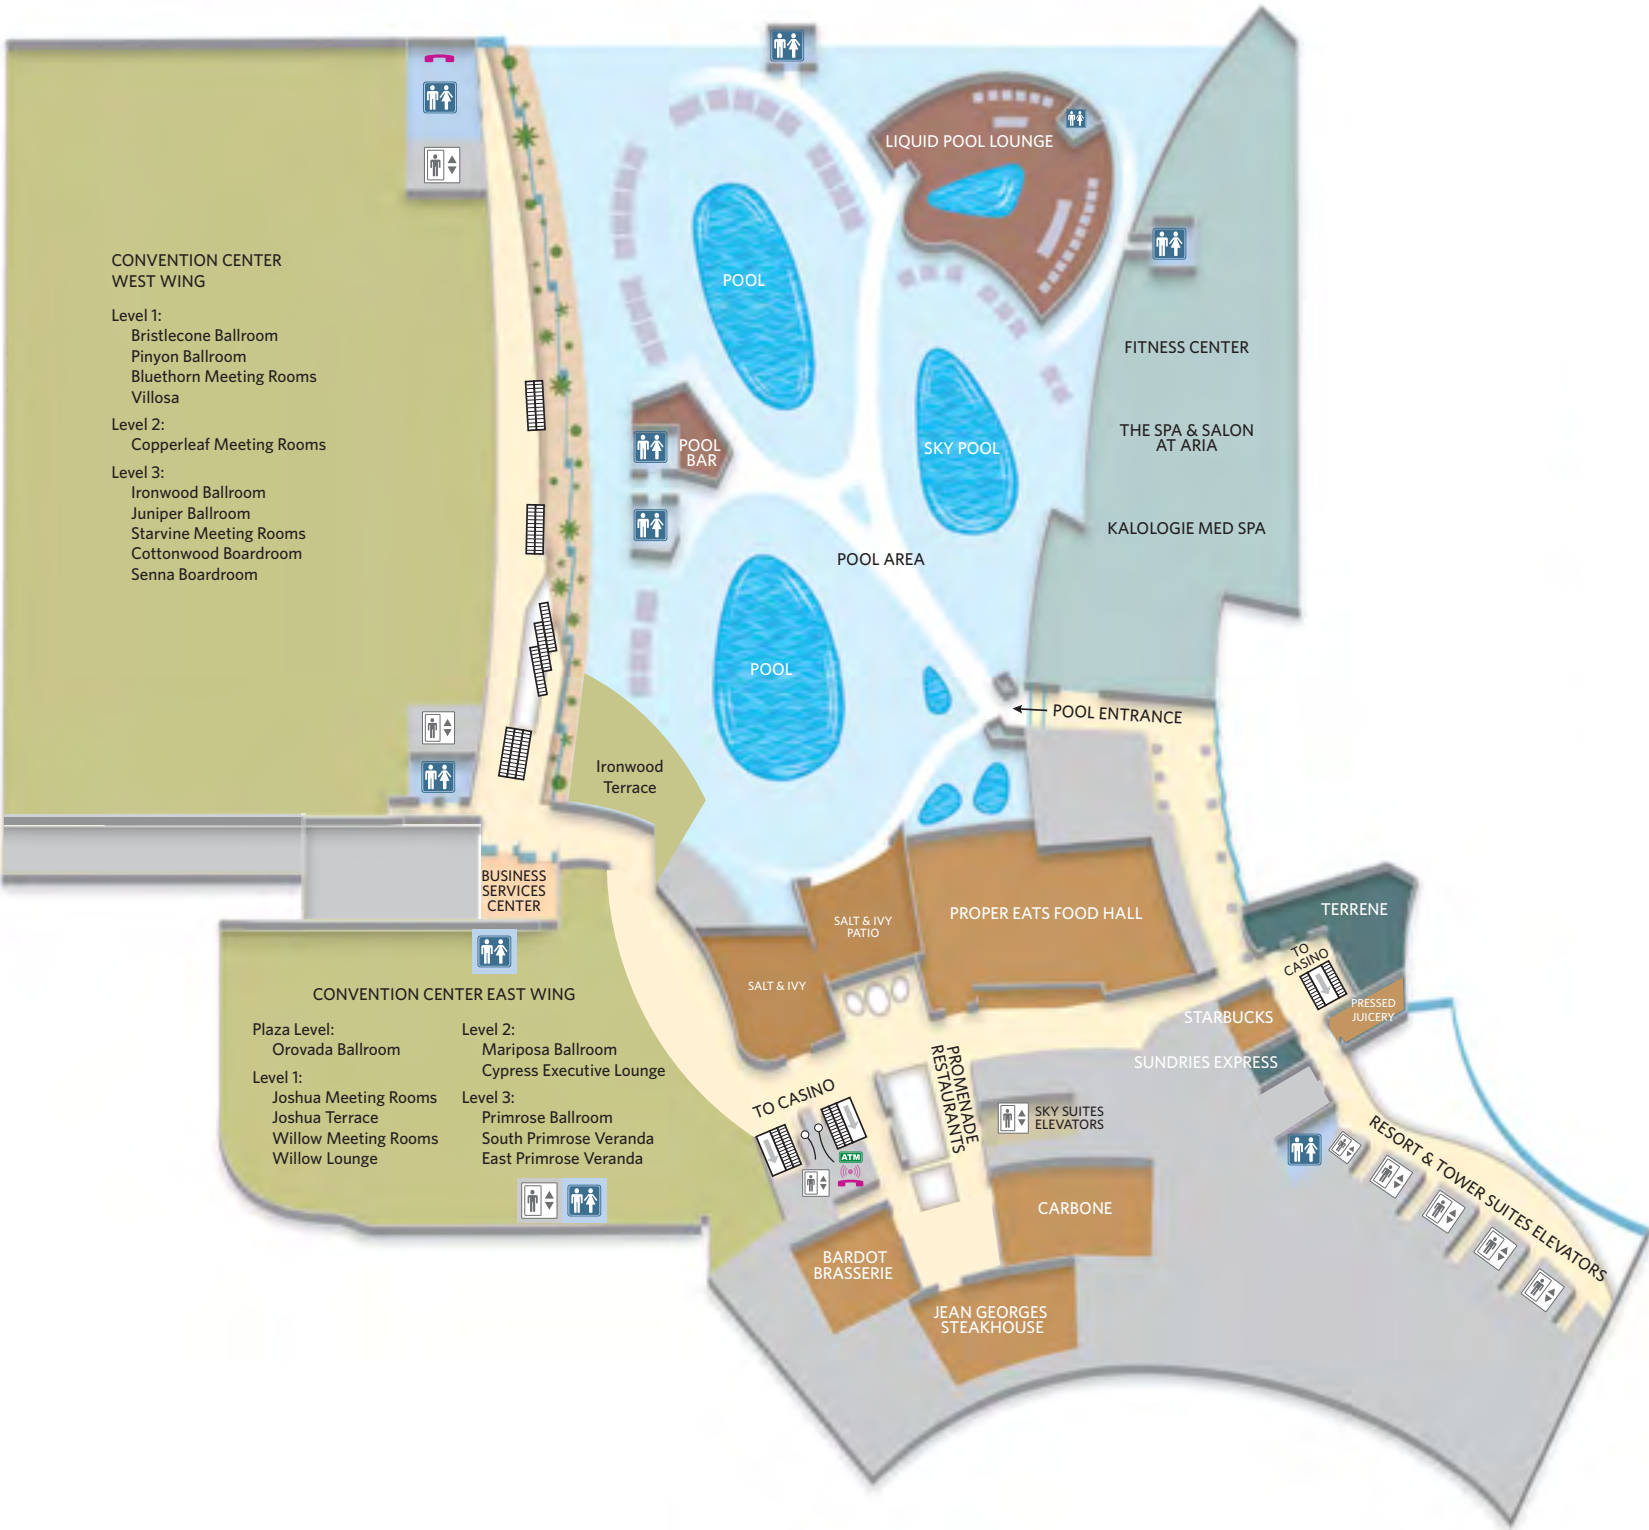 LIQUID POOL LOUNGE
CONVENTION CENTER
WEST WING
Level 1:
Bristlecone Ballroom
Pinyon Ballroom
Bluethorn Meeting Rooms
Villosa
Level 2:
Copperleaf Meeting Rooms
Level 3:
Ironwood Ballroom
Juniper Ballroom
Starvine Meeting Rooms
Cottonwood Boardroom
Senna Boardroom
POOL
FITNESS CENTER
THE SPA & SALON
AT ARIA
KALOLOGIE MED SPA
POOL
BAR
SKY POOL
POOL AREA
POOL
POOL ENTRANCE
Ironwood
Terrace
BUSINESS
SERVICES
CENTER
SALT & IVY
PATIO
PROPER EATS FOOD HALL
TERRENE
TO
CASINO
SALT & IVY
PRESSED
JUICERY
STARBUCKS
SUNDRIES EXPRESS
CONVENTION CENTER EAST WING
Plaza Level:
Orovada Ballroom
Level 1:
Joshua Meeting Rooms
Joshua Terrace
Willow Meeting Rooms
Willow Lounge
Level 2:
Mariposa Ballroom
Cypress Executive Lounge
Level 3:
Primrose Ballroom
South Primrose Veranda
East Primrose Veranda
TO CASINO
ATM
PROMENADE
RESTAURANTS
SKY SUITES
ELEVATORS
RESORT & TOWER SUITES ELEVATORS
CARBONE
BARDOT
BRASSERIE
JEAN GEORGES
STEAKHOUSE